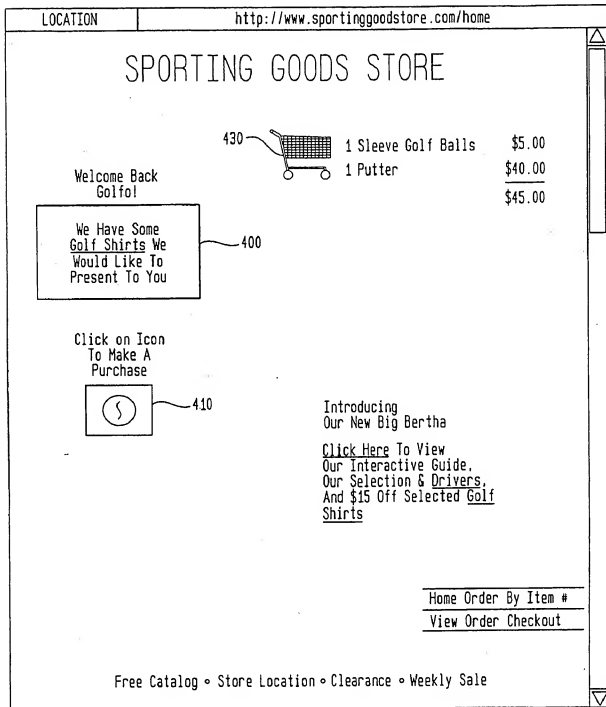 LOCATION http://www.sportinggoodstore.com/home
SPORTING GOODS STORE
430
1 Sleeve Golf Balls $5.00
1 Putter $40.00
$45.00
Welcome Back
Golfo!
We Have Some
Golf Shirts We
Would Like To
Present To You
400
Click on Icon
To Make A
Purchase
410
Introducing
Our New Big Bertha
Click Here To View
Our Interactive Guide,
Our Selection & Drivers,
And $15 Off Selected Golf
Shirts
Home Order By Item #
View Order Checkout
Free Catalog ∘ Store Location ∘ Clearance ∘ Weekly Sale